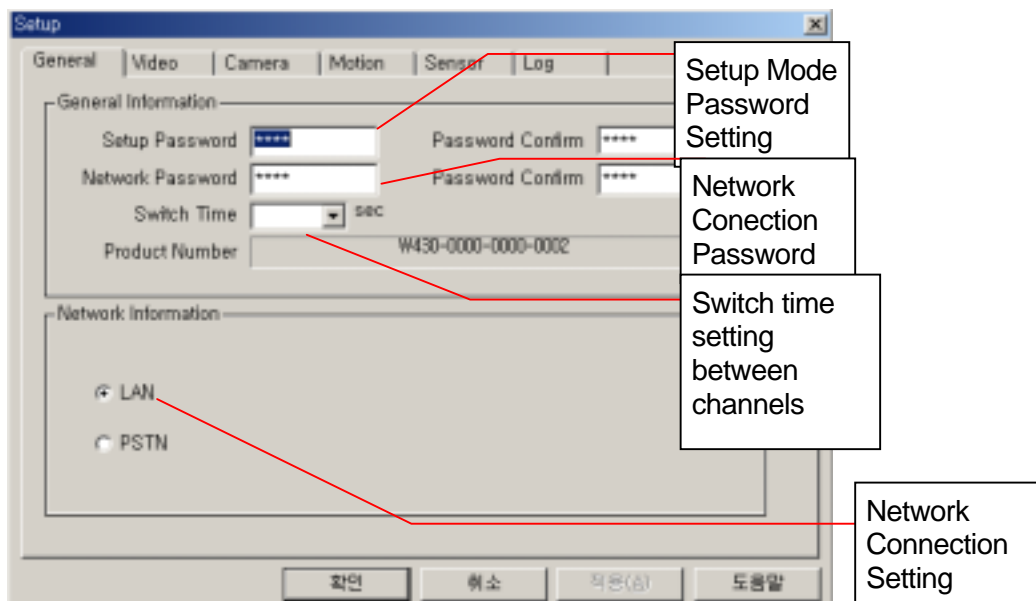 Setup
General Video Camera Motion Sensor Log
General Information
Setup Password **** Password Confirm ****
Network Password **** Password Confirm ****
Switch Time sec
Product Number W430-0000-0000-0002
Network Information
LAN
PSTN
확인 취소 적용(A) 도움말
Setup Mode
Password
Setting
Network
Conection
Password
Switch time
setting
between
channels
Network
Connection
Setting